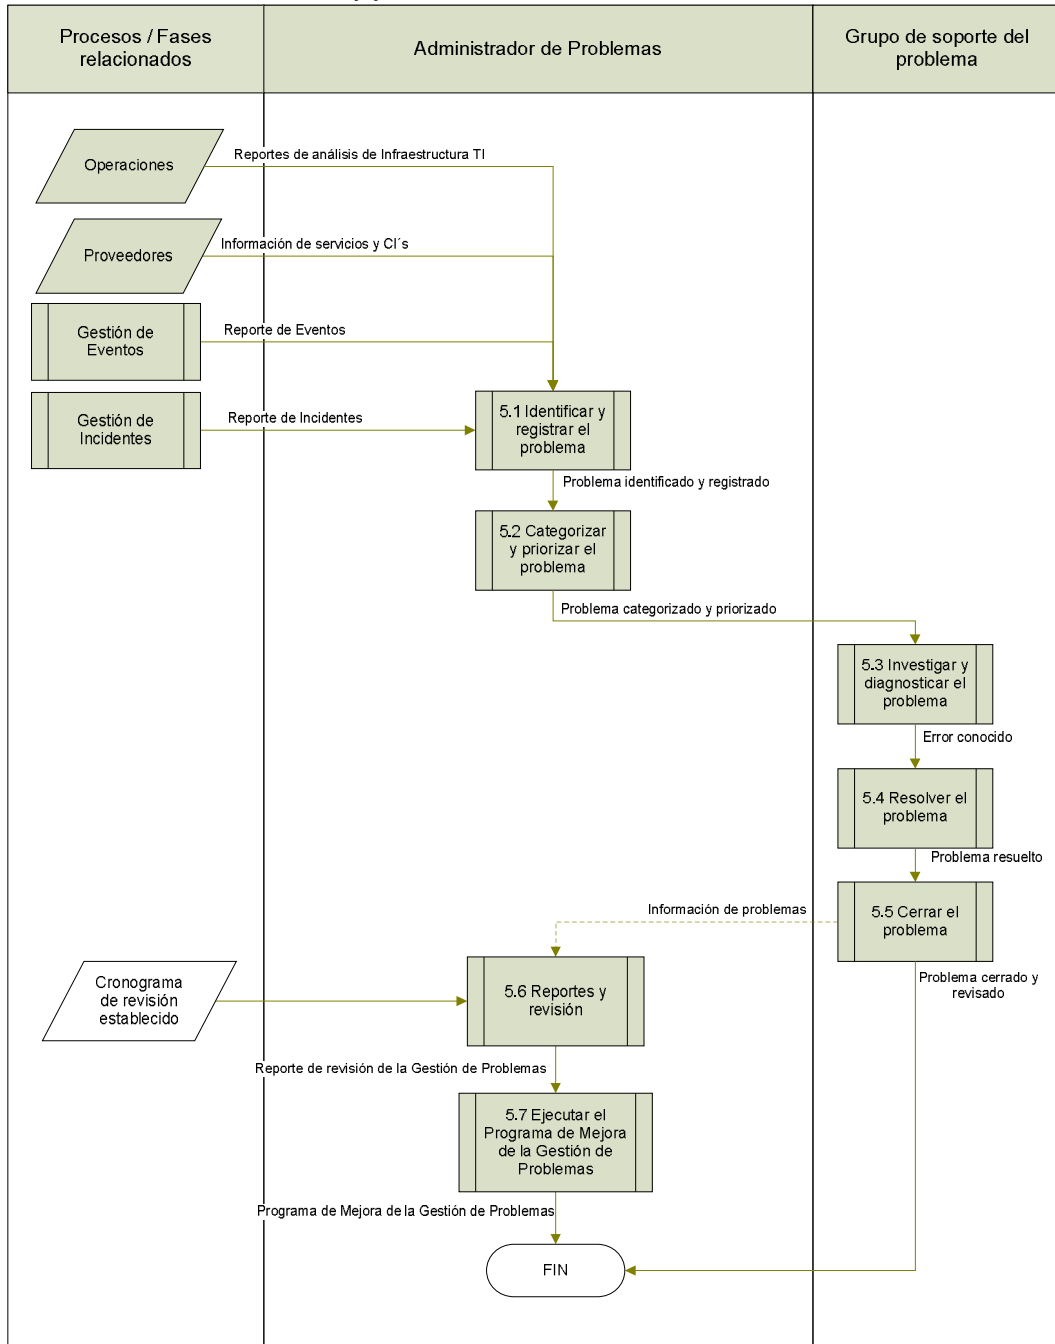 Procesos / Fases
relacionados
Administrador de Problemas
Grupo de soporte del
problema
Operaciones
Reportes de análisis de Infraestructura TI
Proveedores
Información de servicios y CI´s
Gestión de
Eventos
Reporte de Eventos
Gestión de
Incidentes
Reporte de Incidentes
5.1 Identificar y
registrar el
problema
Problema identificado y registrado
5.2 Categorizar
y priorizar el
problema
Problema categorizado y priorizado
5.3 Investigar y
diagnosticar el
problema
Error conocido
5.4 Resolver el
problema
Problema resuelto
5.5 Cerrar el
problema
Información de problemas
Problema cerrado y
revisado
Cronograma
de revisión
establecido
5.6 Reportes y
revisión
Reporte de revisión de la Gestión de Problemas
5.7 Ejecutar el
Programa de Mejora
de la Gestión de
Problemas
Programa de Mejora de la Gestión de Problemas
FIN